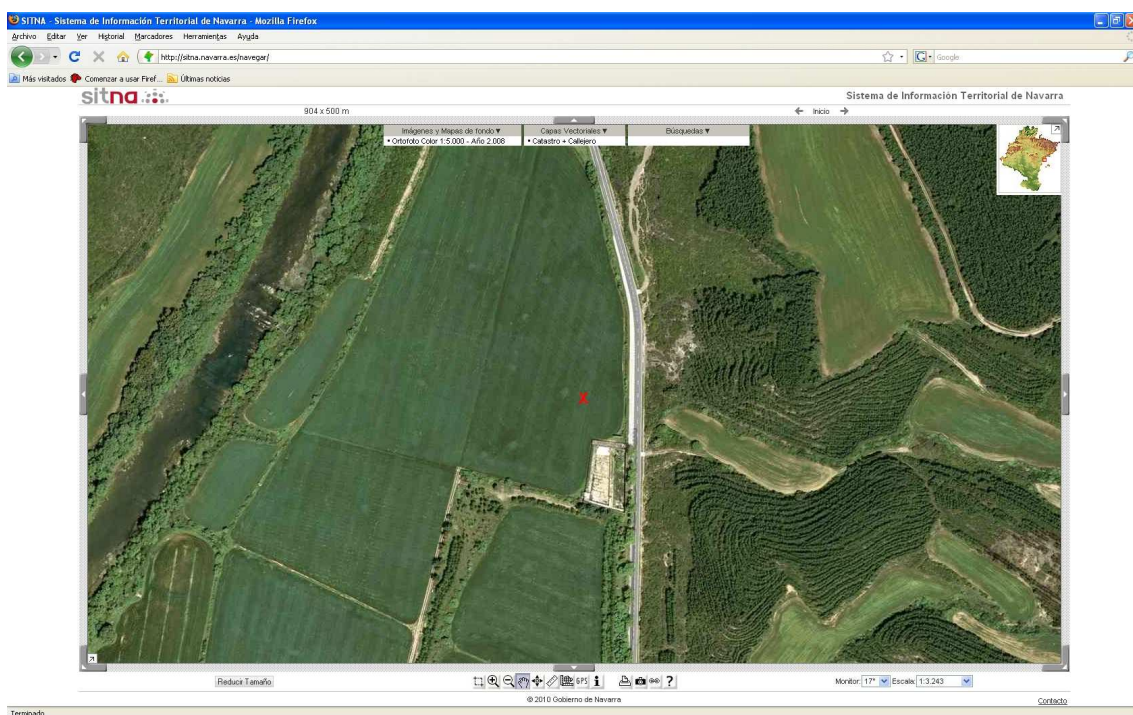 SITNA - Sistema de Información Territorial de Navarra - Mozilla Firefox
Archivo Editar Ver Historial Marcadores Herramientas Ayuda
http://sitna.navarra.es/navegar/
Google
Más visitados Comenzar a usar Firef... Últimas noticias
sitna Sistema de Información Territorial de Navarra
904 x 500 m Inicio
Imágenes y Mapas de fondo ▼ Capas Vectoriales ▼ Búsquedas ▼
• Ortofoto Color 1:5.000 - Año 2.008 • Catastro + Callejero
X
Reducir Tamaño GPS i ? Monitor: 17" Escala: 1:3.243
© 2010 Gobierno de Navarra Contacto
Terminado